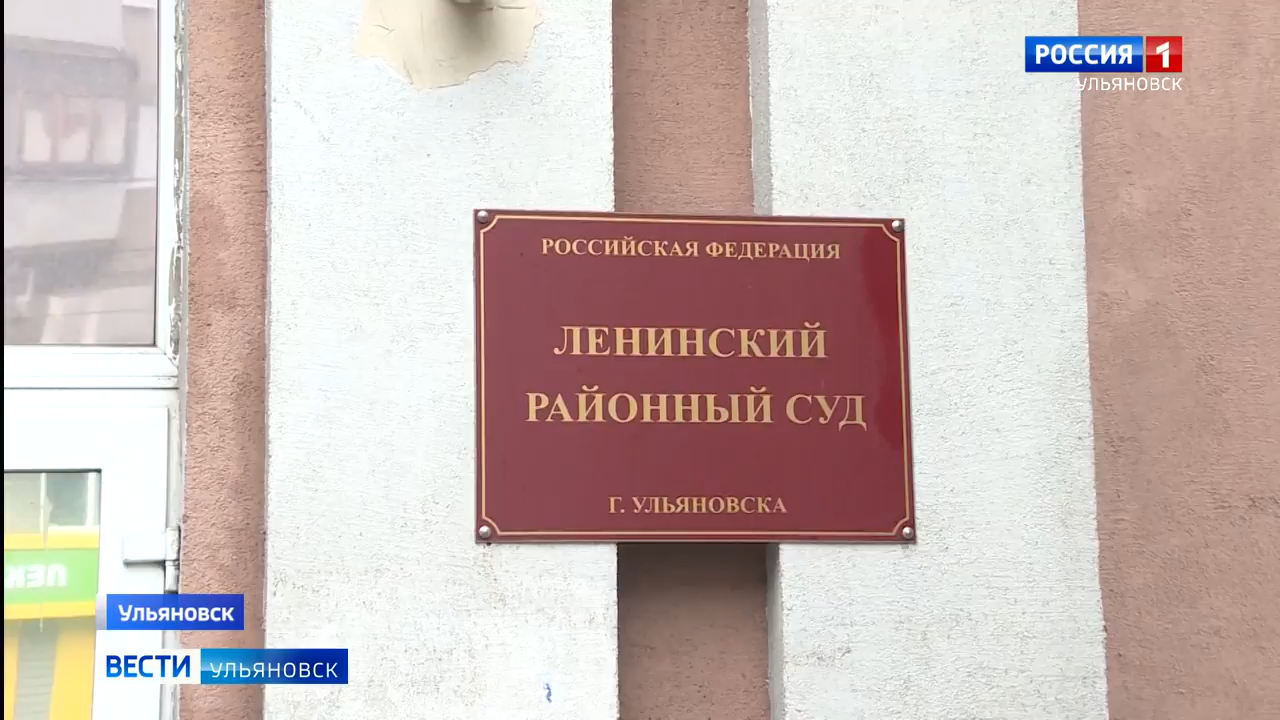 РОССИЯ 1
УЛЬЯНОВСК
РОССИЙСКАЯ ФЕДЕРАЦИЯ
ЛЕНИНСКИЙ
РАЙОННЫЙ СУД
Г. УЛЬЯНОВСКА
Ульяновск
ВЕСТИ УЛЬЯНОВСК